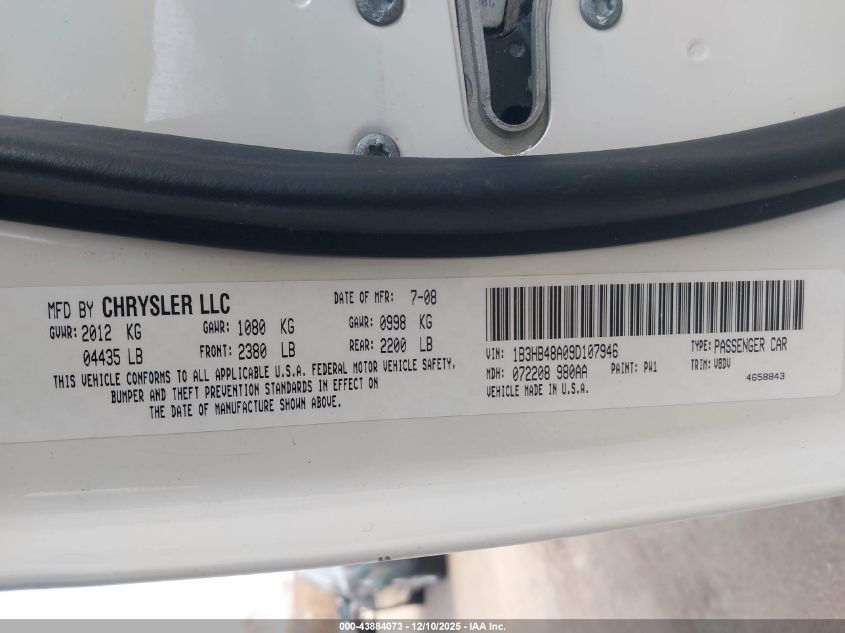 MFD BY CHRYSLER LLC DATE OF MFR: 7-08
GVWR: 2012 KG GAWR: 1080 KG GAWR: 0998 KG
04435 LB FRONT: 2380 LB REAR: 2200 LB
THIS VEHICLE CONFORMS TO ALL APPLICABLE U.S.A. FEDERAL MOTOR VEHICLE SAFETY,
BUMPER AND THEFT PREVENTION STANDARDS IN EFFECT ON
THE DATE OF MANUFACTURE SHOWN ABOVE.
VIN: 1B3HB48A09D107946 TYPE: PASSENGER CAR
MDH: 072208 980AA PAINT: PW1 TRIM: V8DV
VEHICLE MADE IN U.S.A. 4658843
000-43884073 - 12/10/2025 - IAA Inc.